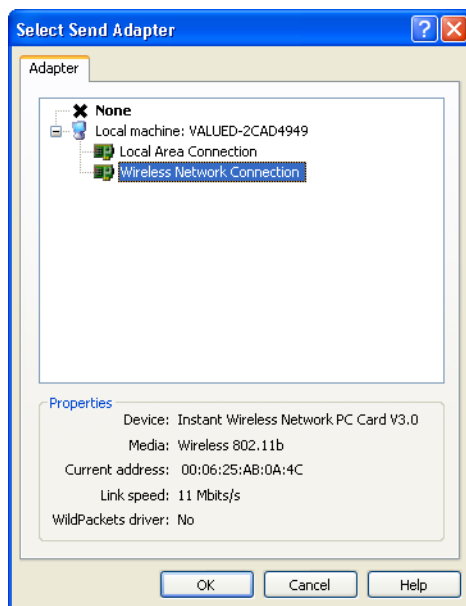 Select Send Adapter
Adapter
None
Local machine: VALUED-2CAD4949
Local Area Connection
Wireless Network Connection
Properties
Device: Instant Wireless Network PC Card V3.0
Media: Wireless 802.11b
Current address: 00:06:25:AB:0A:4C
Link speed: 11 Mbits/s
WildPackets driver: No
OK Cancel Help